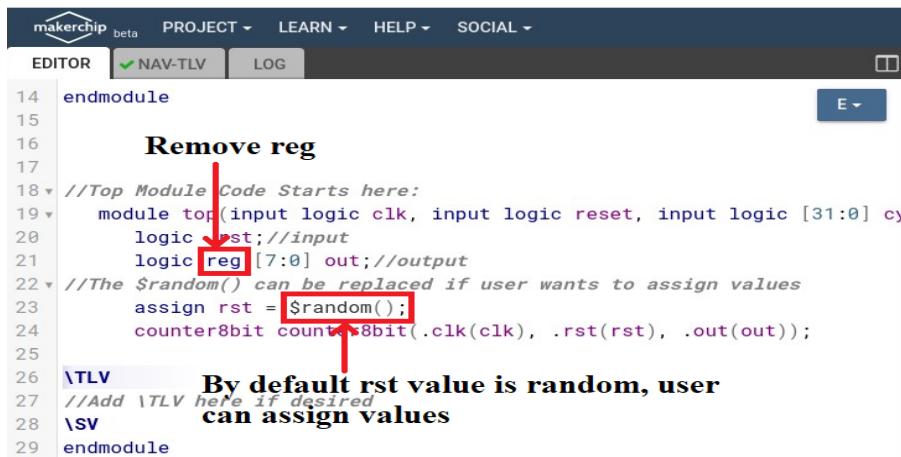 makerchip beta PROJECT LEARN HELP SOCIAL
EDITOR NAV-TLV LOG
14 endmodule
E
15
16
Remove reg
17
18 //Top Module Code Starts here:
19 module top(input logic clk, input logic reset, input logic [31:0] cy
20 logic rst;//input
21 logic reg [7:0] out;//output
22 //The $random() can be replaced if user wants to assign values
23 assign rst = $random();
24 counter8bit counter8bit(.clk(clk), .rst(rst), .out(out));
25
26 \TLV
By default rst value is random, user
27 //Add \TLV here if desired
can assign values
28 \SV
29 endmodule